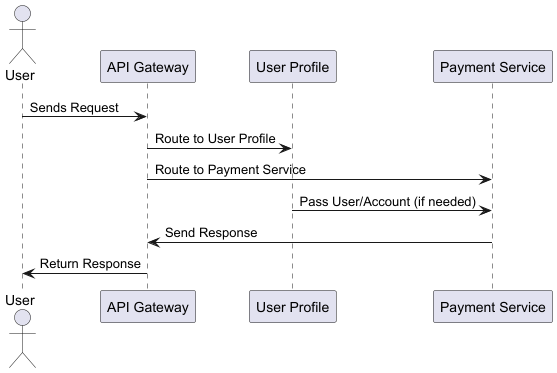 User
API Gateway
User Profile
Payment Service
Sends Request
Route to User Profile
Route to Payment Service
Pass User/Account (if needed)
Send Response
Return Response
User
API Gateway
User Profile
Payment Service